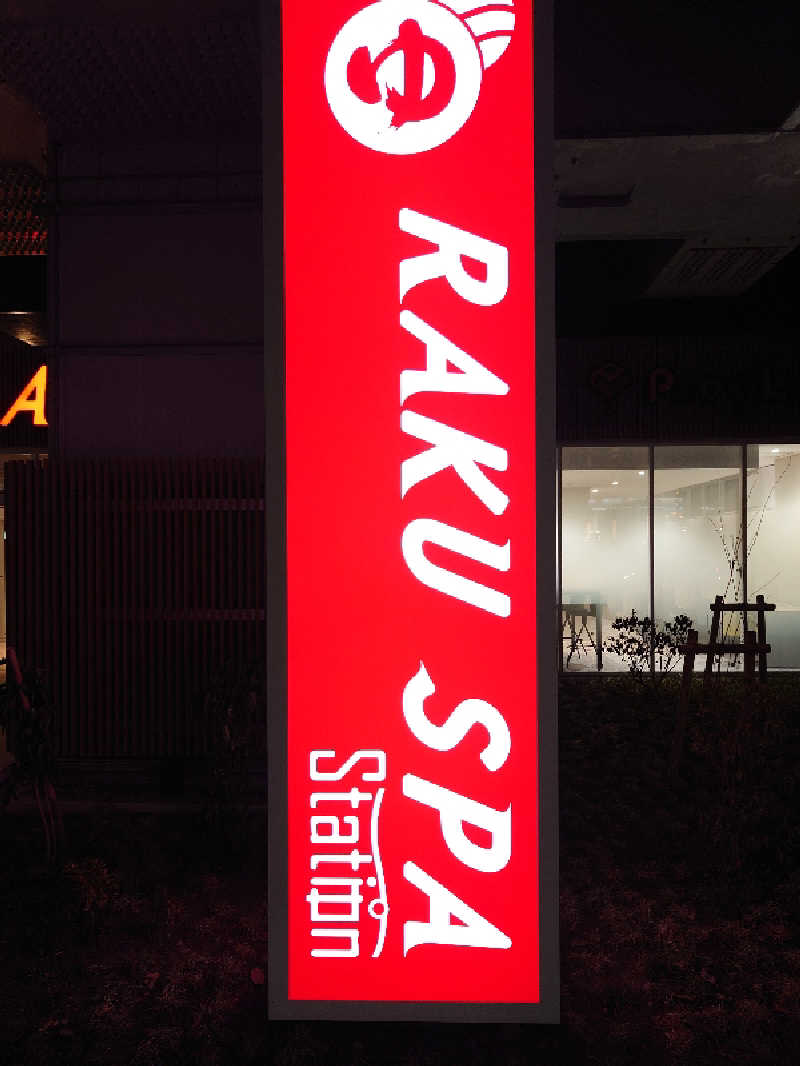 ゆ
RAKU SPA
Station
A